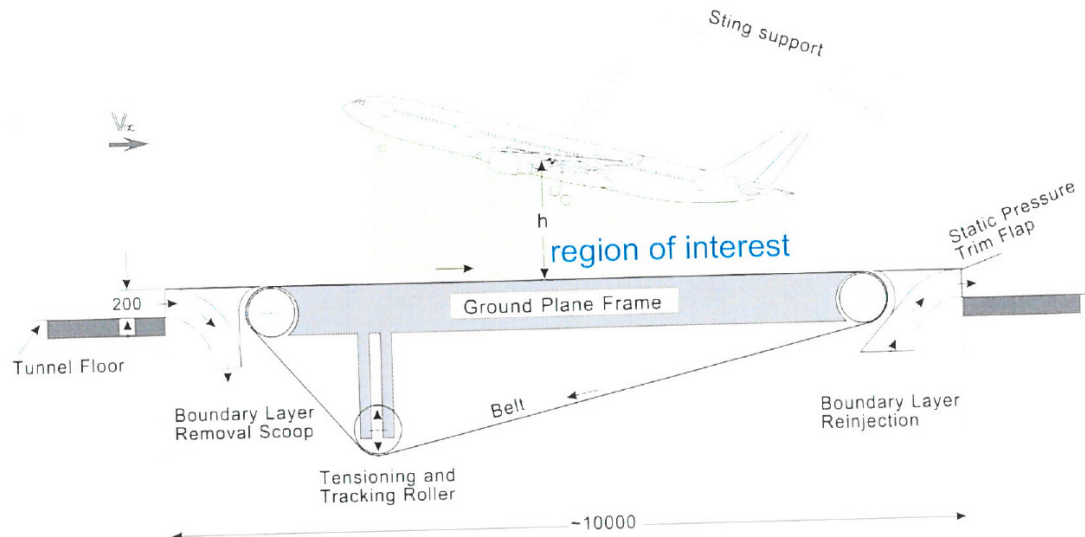 Sting support
V∞
h
region of interest
Static Pressure
Trim Flap
200
Ground Plane Frame
Tunnel Floor
Boundary Layer
Removal Scoop
Belt
Boundary Layer
Reinjection
Tensioning and
Tracking Roller
~10000